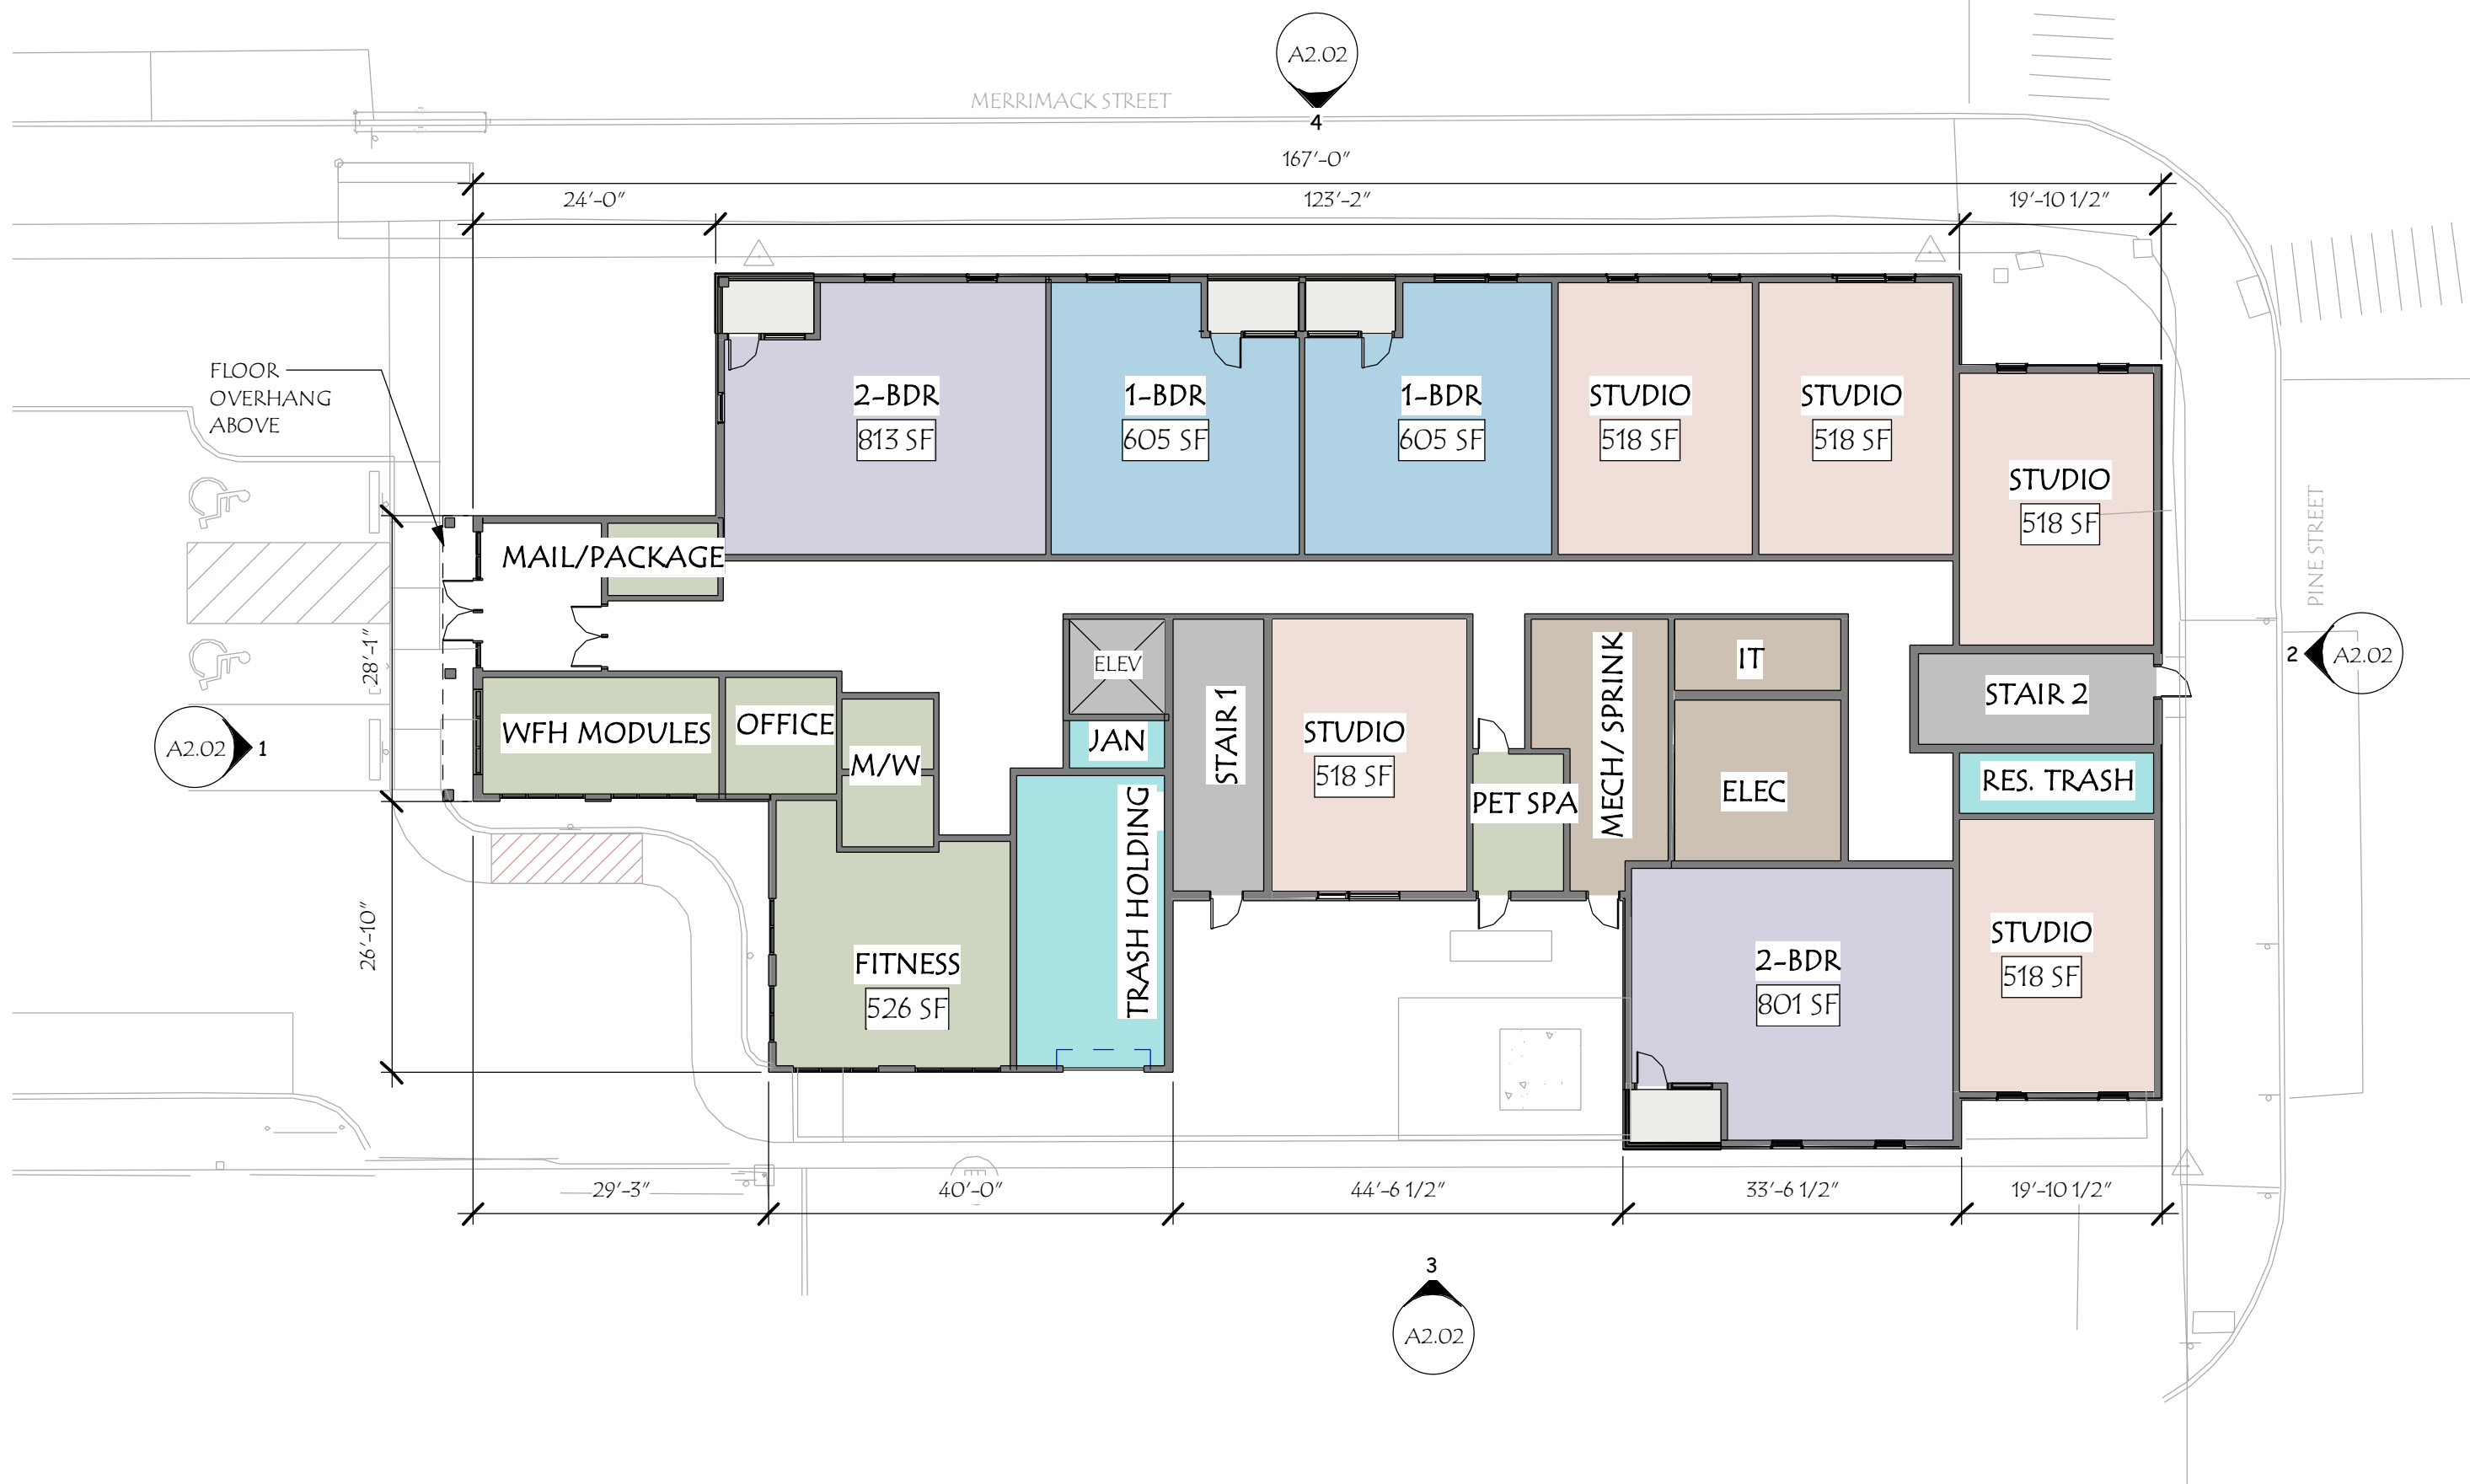 A2.02
4
MERRIMACK STREET
167'-0"
24'-0"
123'-2"
19'-10 1/2"
FLOOR
OVERHANG
ABOVE
2-BDR
813 SF
1-BDR
605 SF
1-BDR
605 SF
STUDIO
518 SF
STUDIO
518 SF
STUDIO
518 SF
PINE STREET
MAIL/PACKAGE
28'-1"
ELEV
STAIR 1
MECH/ SPRINK
IT
STAIR 2
2
A2.02
A2.02
1
WFH MODULES
OFFICE
M/W
JAN
STUDIO
518 SF
PET SPA
ELEC
RES. TRASH
TRASH HOLDING
26'-10"
FITNESS
526 SF
2-BDR
801 SF
STUDIO
518 SF
29'-3"
40'-0"
44'-6 1/2"
33'-6 1/2"
19'-10 1/2"
3
A2.02